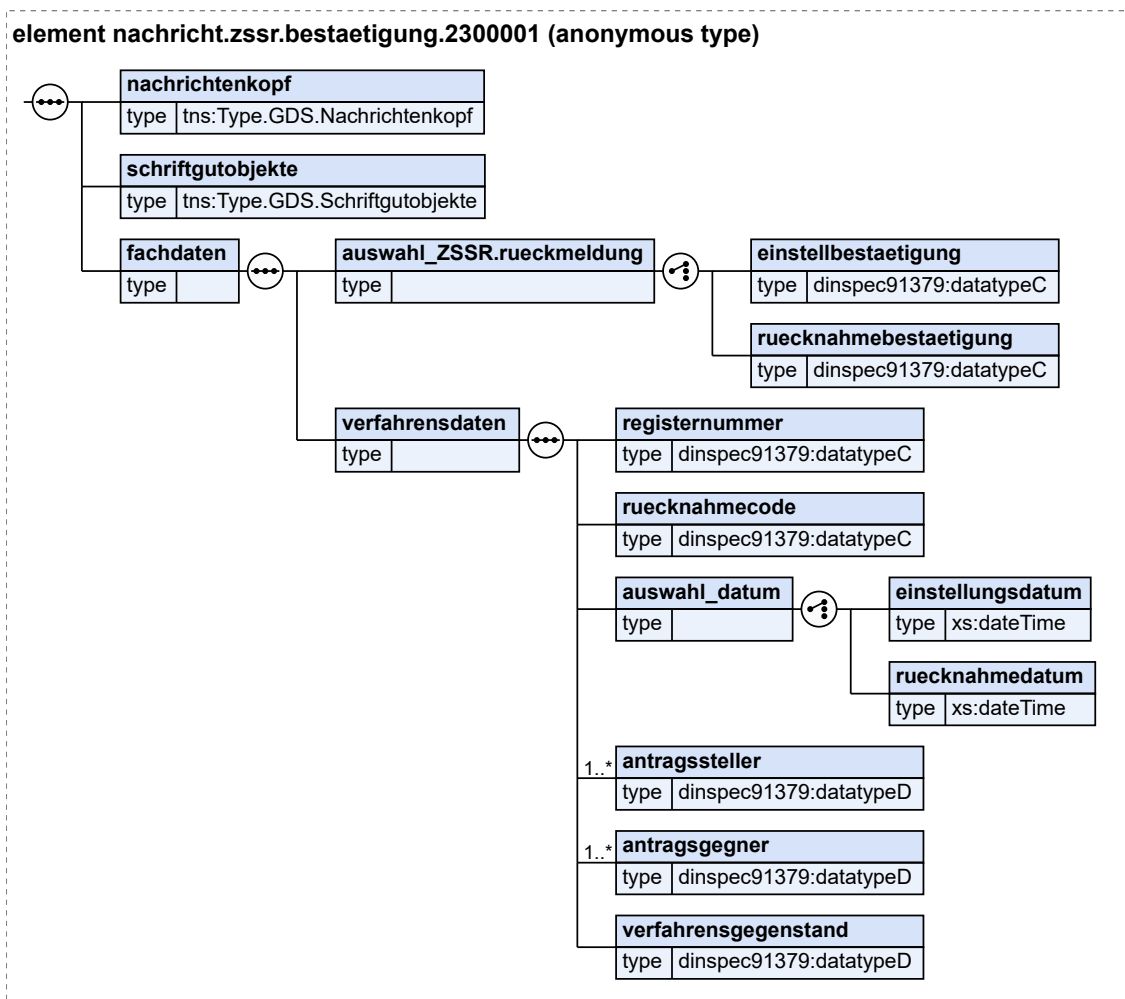 element nachricht.zssr.bestaetigung.2300001 (anonymous type)
nachrichtenkopf
type tns:Type.GDS.Nachrichtenkopf
schriftgutobjekte
type tns:Type.GDS.Schriftgutobjekte
fachdaten
type
auswahl_ZSSR.rueckmeldung
type
einstellbestaetigung
type dinspec91379:datatypeC
ruecknahmebestaetigung
type dinspec91379:datatypeC
verfahrensdaten
type
registernummer
type dinspec91379:datatypeC
ruecknahmecode
type dinspec91379:datatypeC
auswahl_datum
type
einstellungsdatum
type xs:dateTime
ruecknahmedatum
type xs:dateTime
1..*
antragssteller
type dinspec91379:datatypeD
1..*
antragsgegner
type dinspec91379:datatypeD
verfahrensgegenstand
type dinspec91379:datatypeD